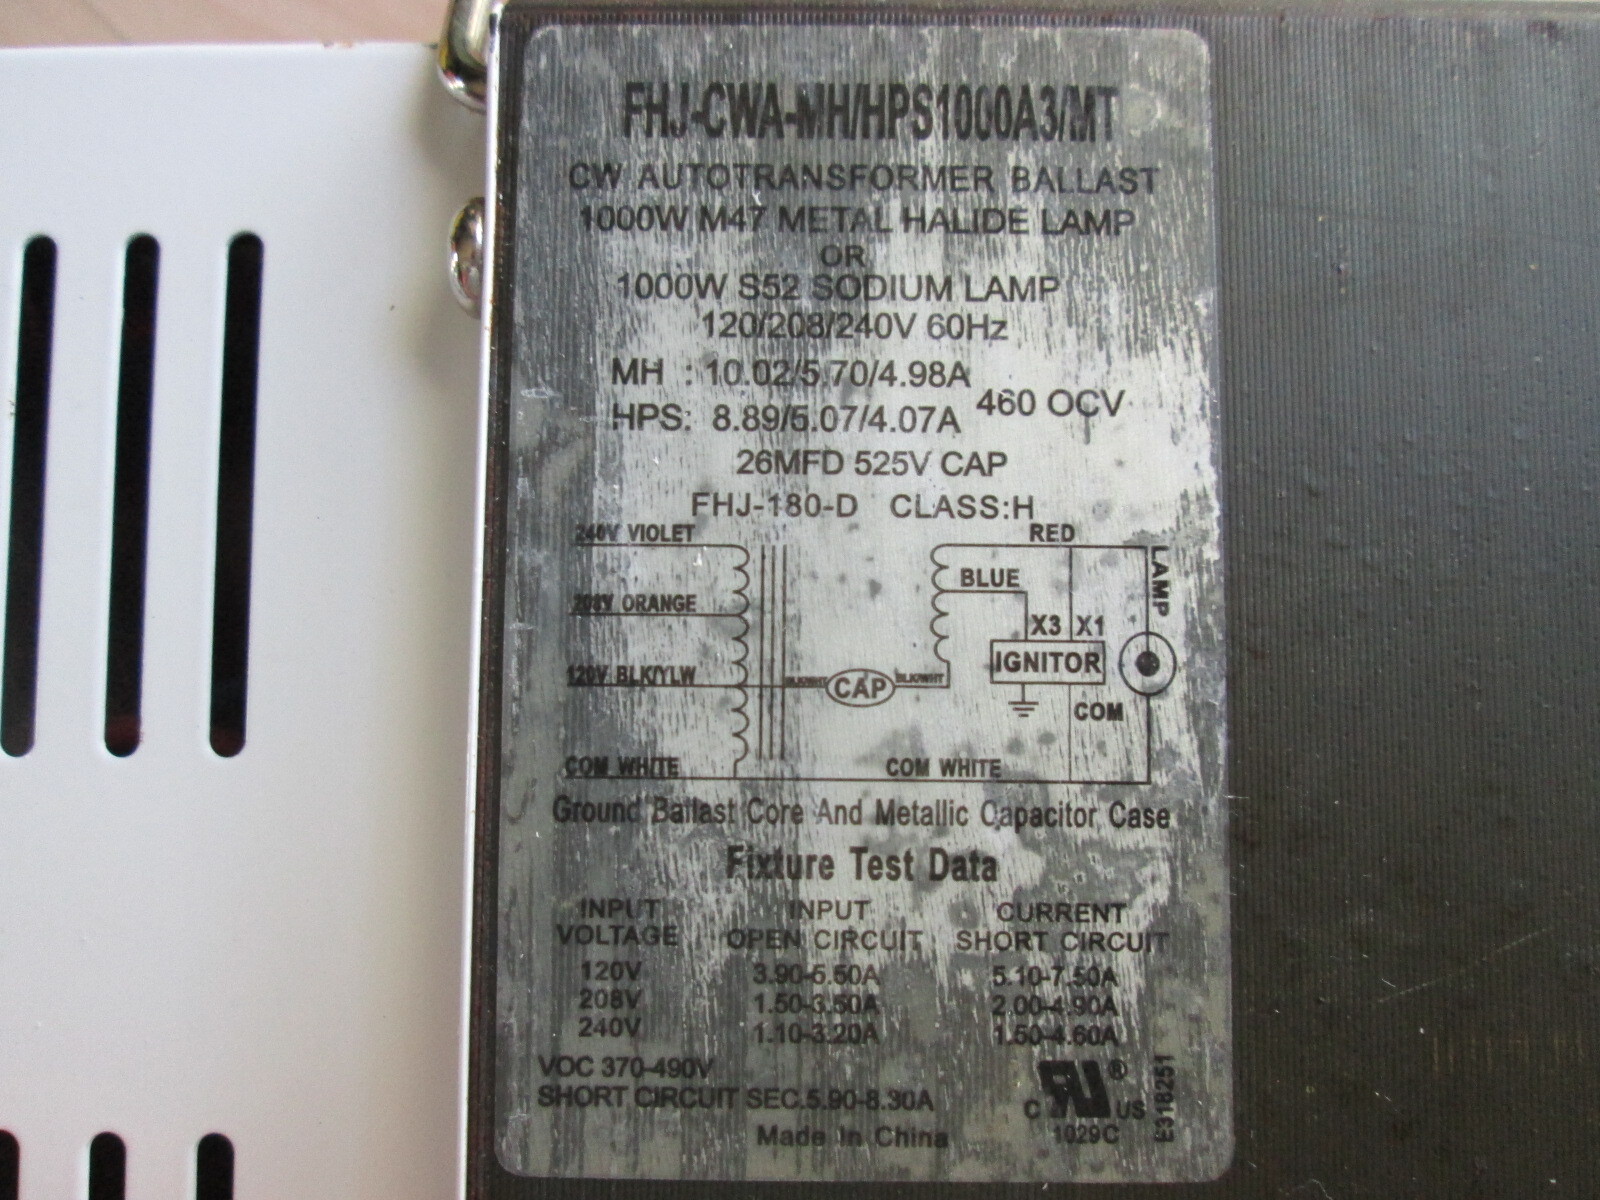 FHJ-CWA-MH/HPS1000A3/MT
CW AUTOTRANSFORMER BALLAST
1000W M47 METAL HALIDE LAMP
OR
1000W S52 SODIUM LAMP
120/208/240V 60Hz
MH : 10.02/5.70/4.98A
HPS: 8.89/5.07/4.07A
460 OCV
26MFD 525V CAP
FHJ-180-D CLASS:H
240V VIOLET
RED
BLUE
LAMP
208V ORANGE
X3 X1
IGNITOR
120V BLK/YLW
BLK/WHT
CAP
BLK/WHT
COM
COM WHITE
COM WHITE
Ground Ballast Core And Metallic Capacitor Case
Fixture Test Data
INPUT INPUT CURRENT
VOLTAGE OPEN CIRCUIT SHORT CIRCUIT
120V 3.90-5.50A 5.10-7.50A
208V 1.50-3.50A 2.00-4.90A
240V 1.10-3.20A 1.50-4.60A
VOC 370-490V
SHORT CIRCUIT SEC.5.90-8.30A
Made In China
C RU ® US
1029C
E318251